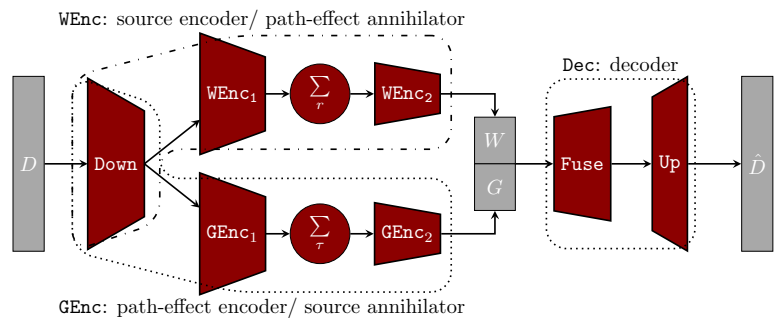 WEnc: source encoder/ path-effect annihilator
Dec: decoder
WEnc₁
∑
r
WEnc₂
D
Down
W
G
Fuse
Up
D̂
GEnc₁
∑
τ
GEnc₂
GEnc: path-effect encoder/ source annihilator